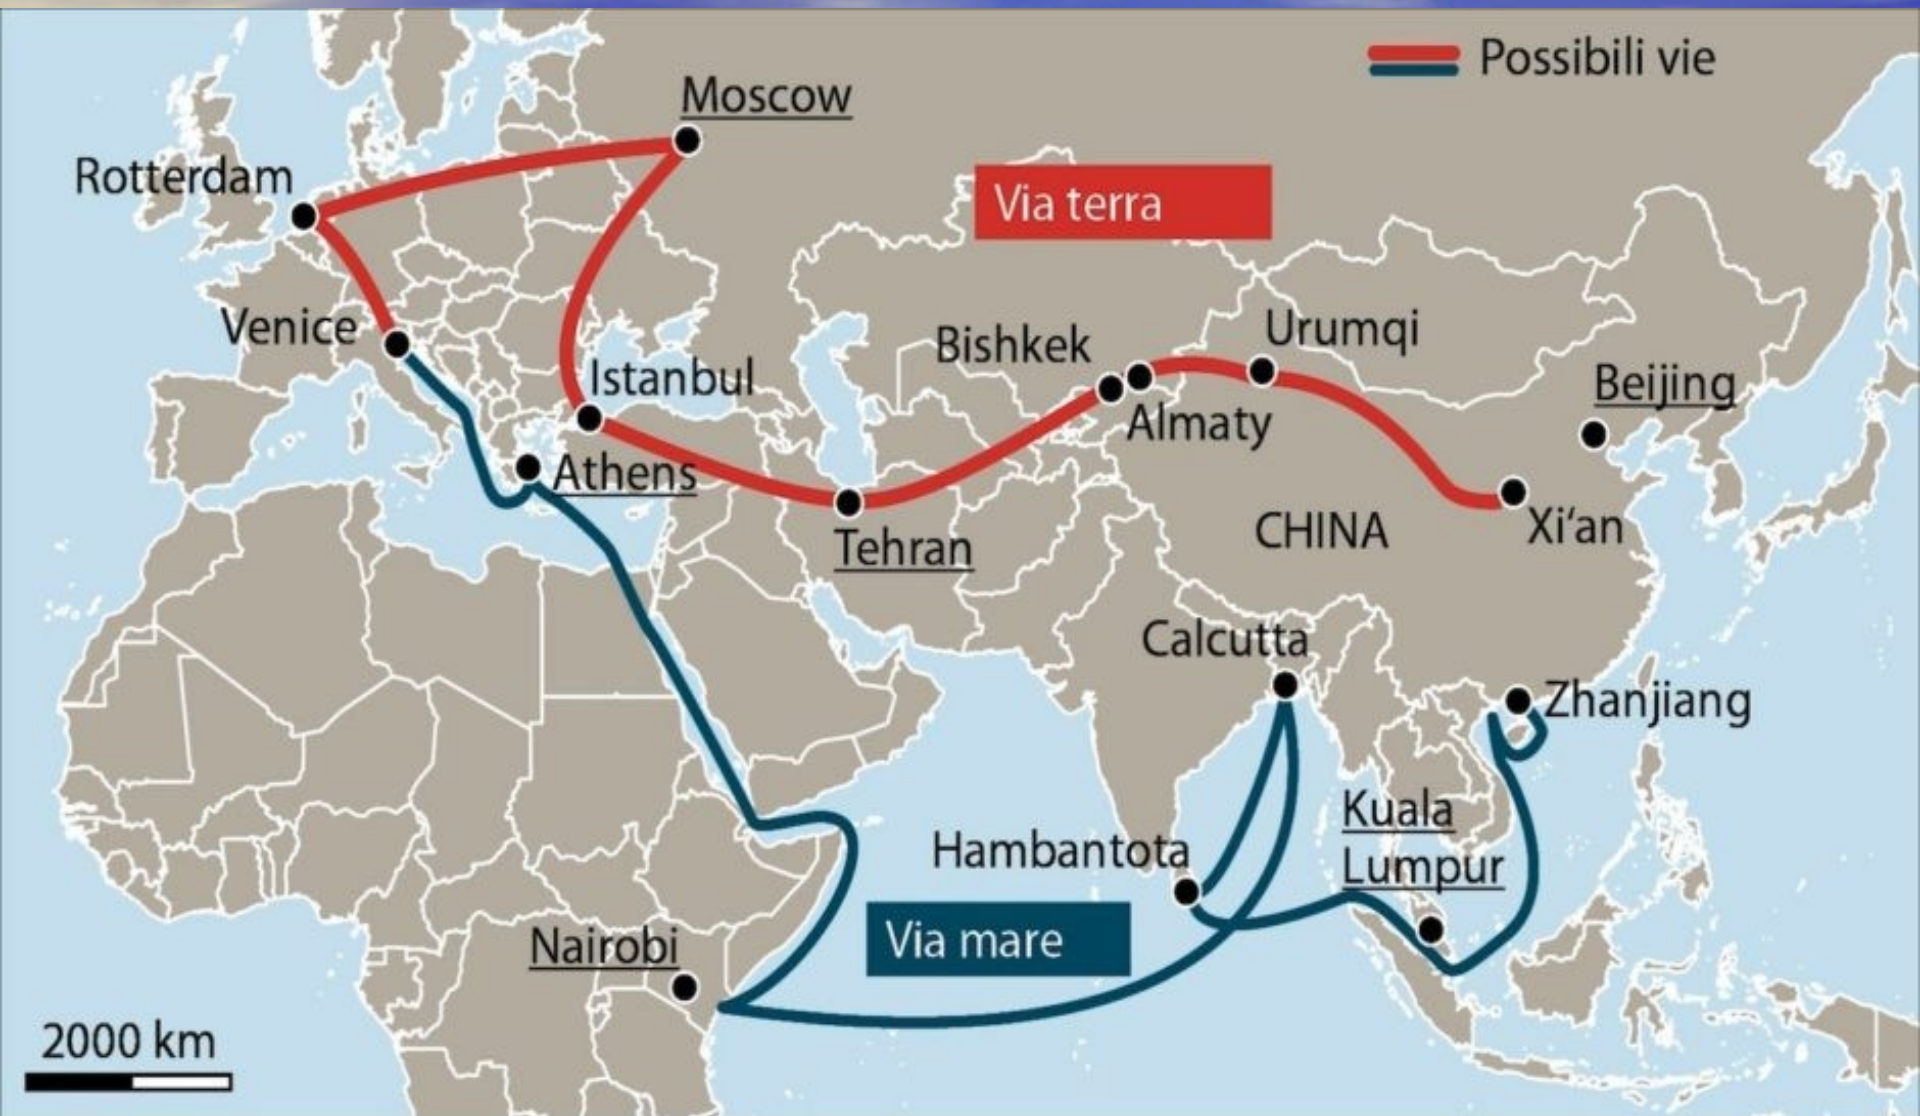 Possibili vie
Moscow
Rotterdam
Via terra
Venice
Bishkek
Urumqi
Istanbul
Beijing
Almaty
Athens
Tehran
CHINA
Xi‘an
Calcutta
Zhanjiang
Kuala
Lumpur
Hambantota
Via mare
Nairobi
2000 km